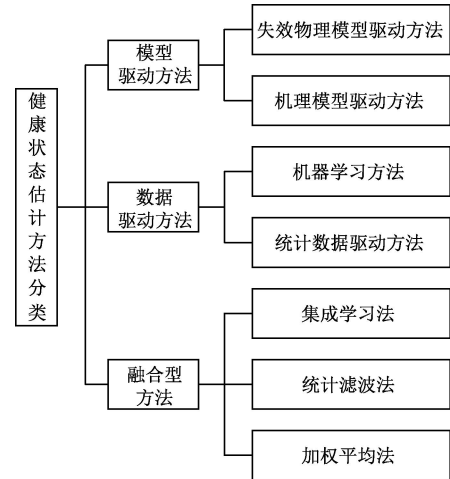 健康状态估计方法分类
模型
驱动方法
失效物理模型驱动方法
机理模型驱动方法
数据
驱动方法
机器学习方法
统计数据驱动方法
融合型
方法
集成学习法
统计滤波法
加权平均法